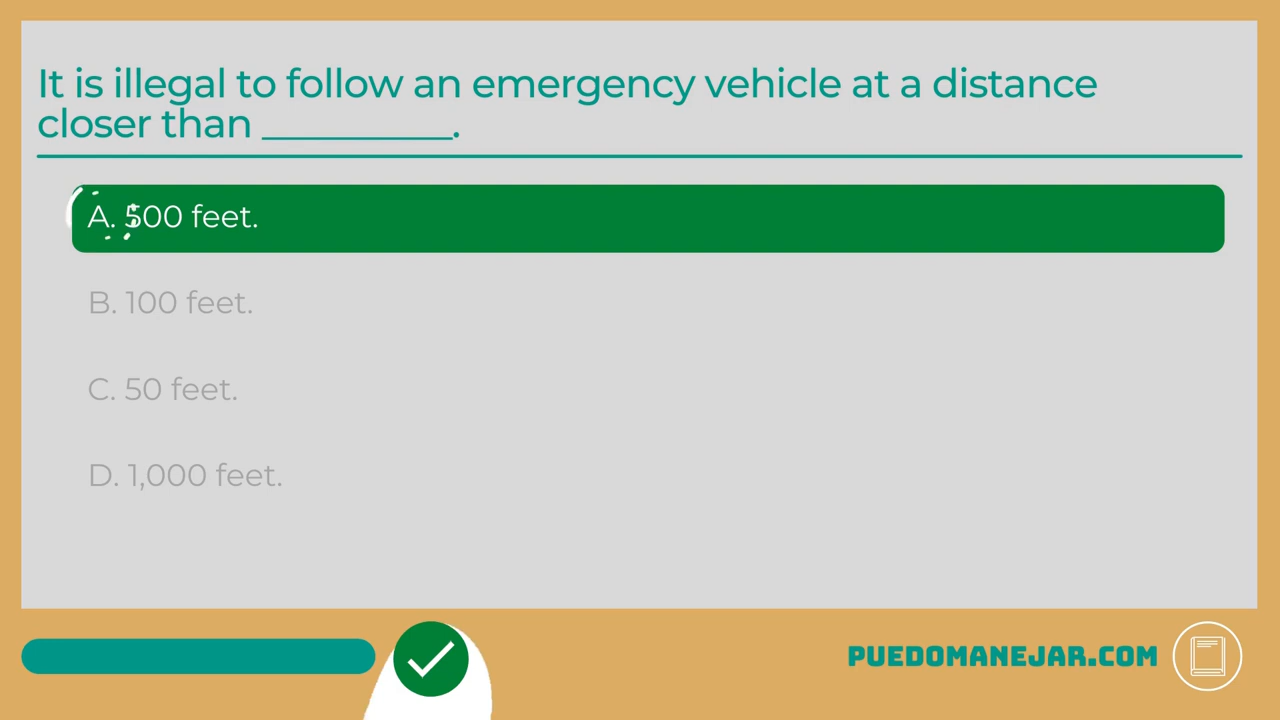 It is illegal to follow an emergency vehicle at a distance
closer than __________.
A. 500 feet.
B. 100 feet.
C. 50 feet.
D. 1,000 feet.
PUEDOMANEJAR.COM